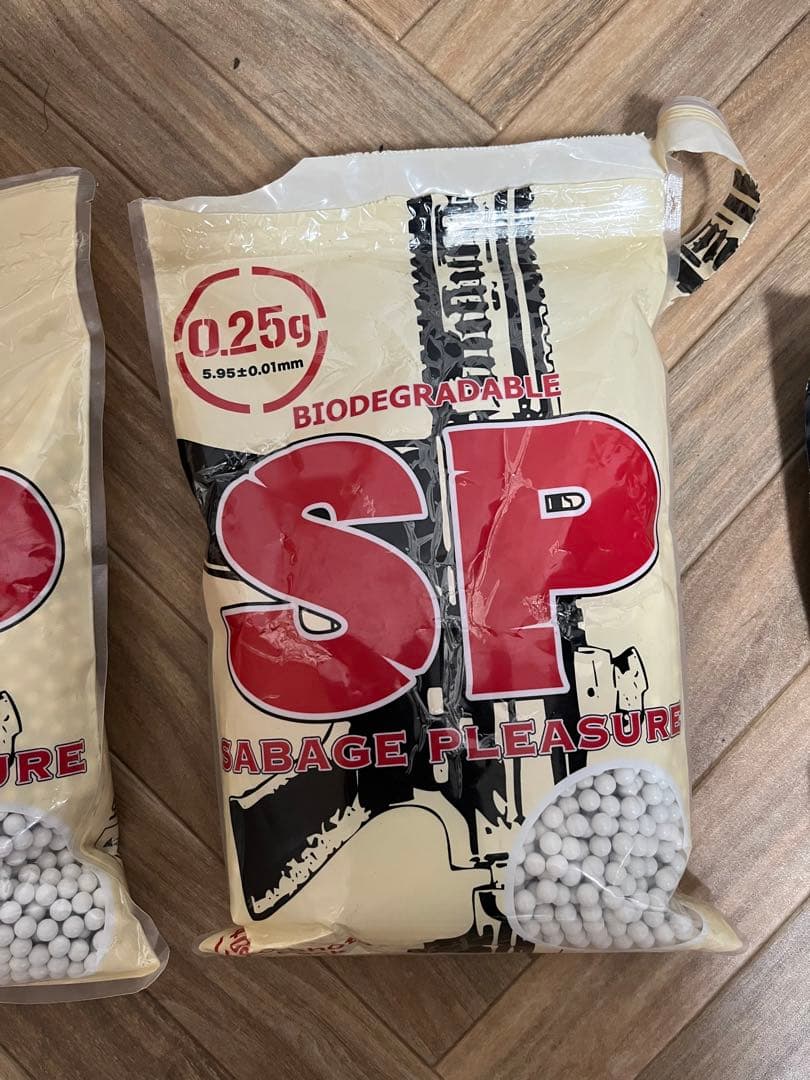 0.25g
5.95±0.01mm
BIODEGRADABLE
SP
SABAGE PLEASURE
P
URE